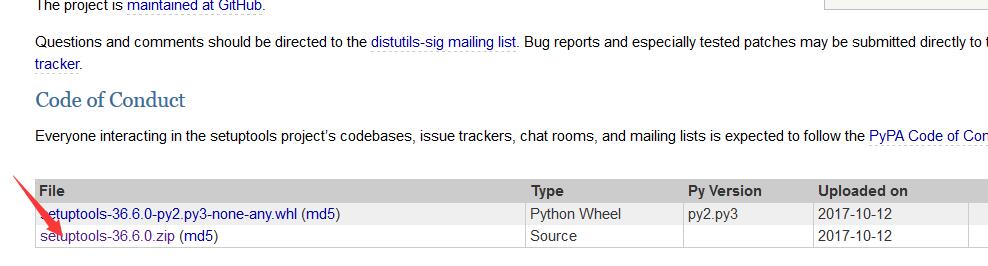 The project is maintained at GitHub.
Questions and comments should be directed to the distutils-sig mailing list. Bug reports and especially tested patches may be submitted directly to
tracker.
Code of Conduct
Everyone interacting in the setuptools project's codebases, issue trackers, chat rooms, and mailing lists is expected to follow the PyPA Code of Con
File Type Py Version Uploaded on
setuptools-36.6.0-py2.py3-none-any.whl (md5) Python Wheel py2.py3 2017-10-12
setuptools-36.6.0.zip (md5) Source 2017-10-12